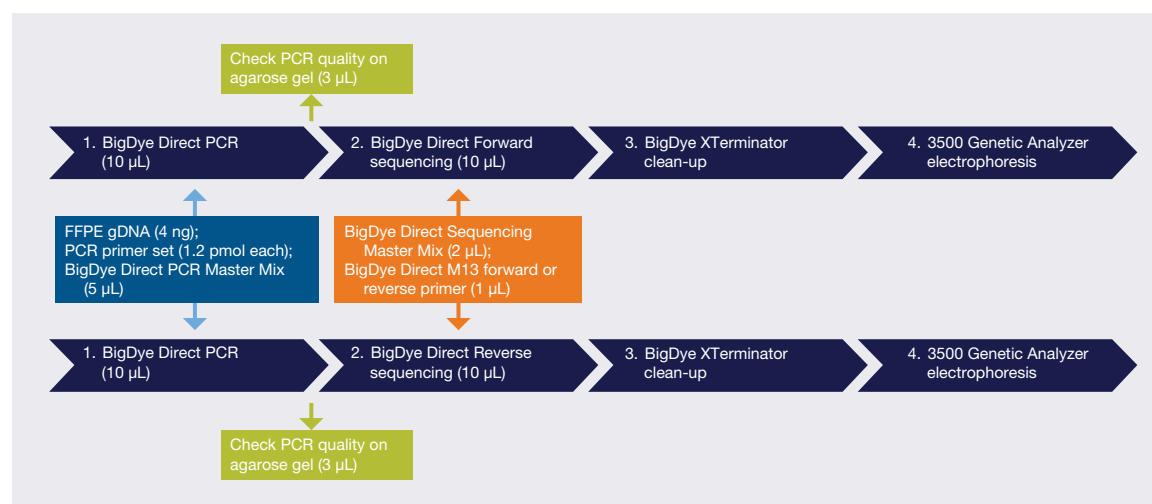 Check PCR quality on
agarose gel (3 µL)
1. BigDye Direct PCR
(10 µL)
2. BigDye Direct Forward
sequencing (10 µL)
3. BigDye XTerminator
clean-up
4. 3500 Genetic Analyzer
electrophoresis
FFPE gDNA (4 ng);
PCR primer set (1.2 pmol each);
BigDye Direct PCR Master Mix
(5 µL)
BigDye Direct Sequencing
Master Mix (2 µL);
BigDye Direct M13 forward or
reverse primer (1 µL)
1. BigDye Direct PCR
(10 µL)
2. BigDye Direct Reverse
sequencing (10 µL)
3. BigDye XTerminator
clean-up
4. 3500 Genetic Analyzer
electrophoresis
Check PCR quality on
agarose gel (3 µL)